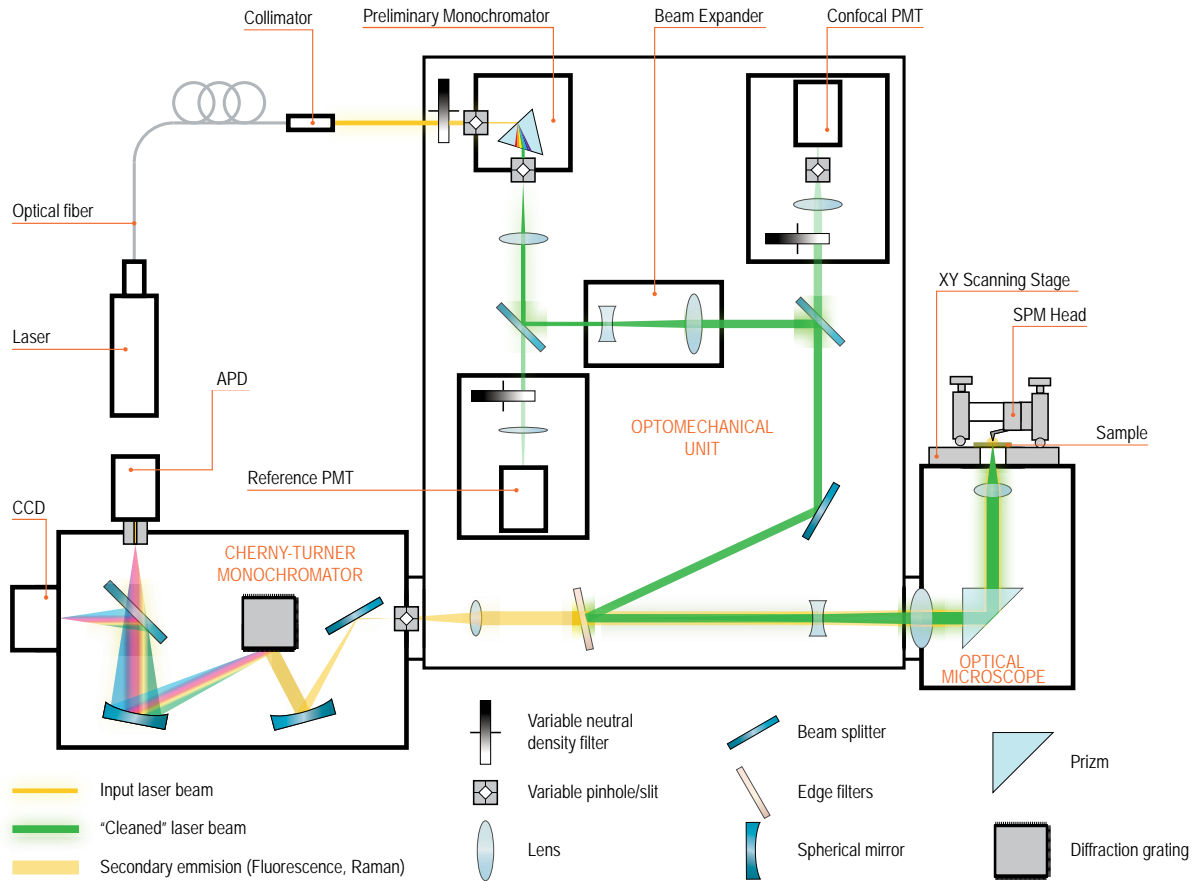 Collimator
Preliminary Monochromator
Beam Expander
Confocal PMT
Optical fiber
XY Scanning Stage
SPM Head
Laser
APD
OPTOMECHANICAL
UNIT
Sample
Reference PMT
CCD
CHERNY-TURNER
MONOCHROMATOR
OPTICAL
MICROSCOPE
Variable neutral
density filter
Beam splitter
Prizm
Input laser beam
Variable pinhole/slit
Edge filters
"Cleaned" laser beam
Lens
Spherical mirror
Diffraction grating
Secondary emmision (Fluorescence, Raman)